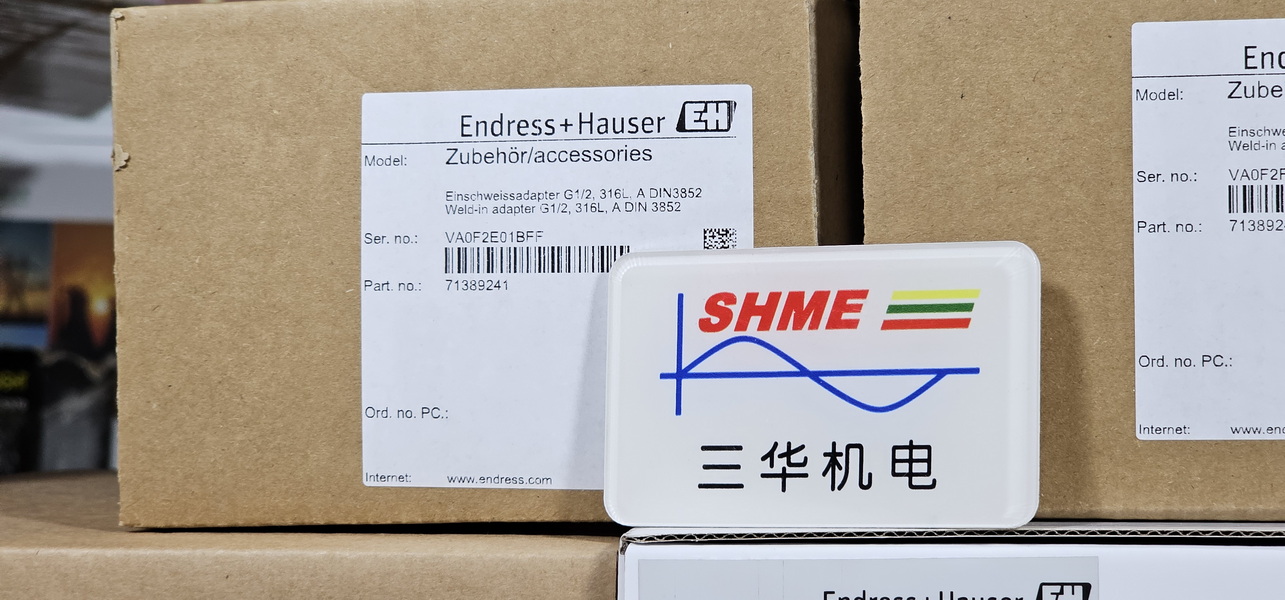 Endress+Hauser EH
Model: Zubehör/accessories
Einschweissadapter G1/2, 316L, A DIN3852
Weld-in adapter G1/2, 316L, A DIN 3852
Ser. no.: VA0F2E01BFF
Part. no.: 71389241
Ord. no. PC.:
Internet: www.endress.com
SHME
三华机电
Model:
Ser. no.:
Part. no.:
Ord. no. PC.:
Internet:
Endress+Hauser